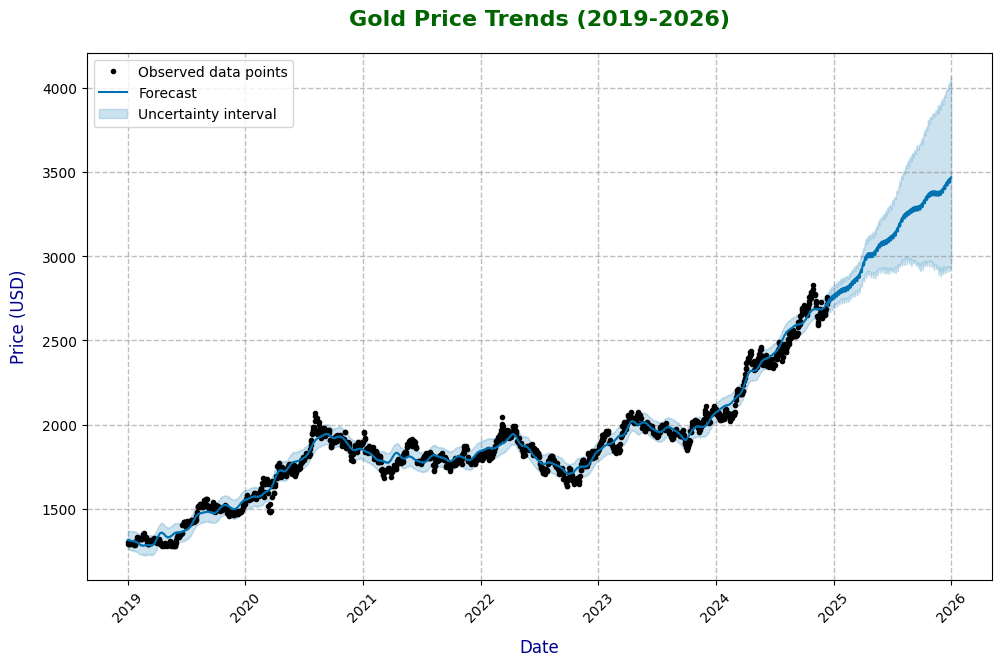 Gold Price Trends (2019-2026)
Observed data points
Forecast
Uncertainty interval
Price (USD)
4000
3500
3000
2500
2000
1500
2019
2020
2021
2022
2023
2024
2025
2026
Date